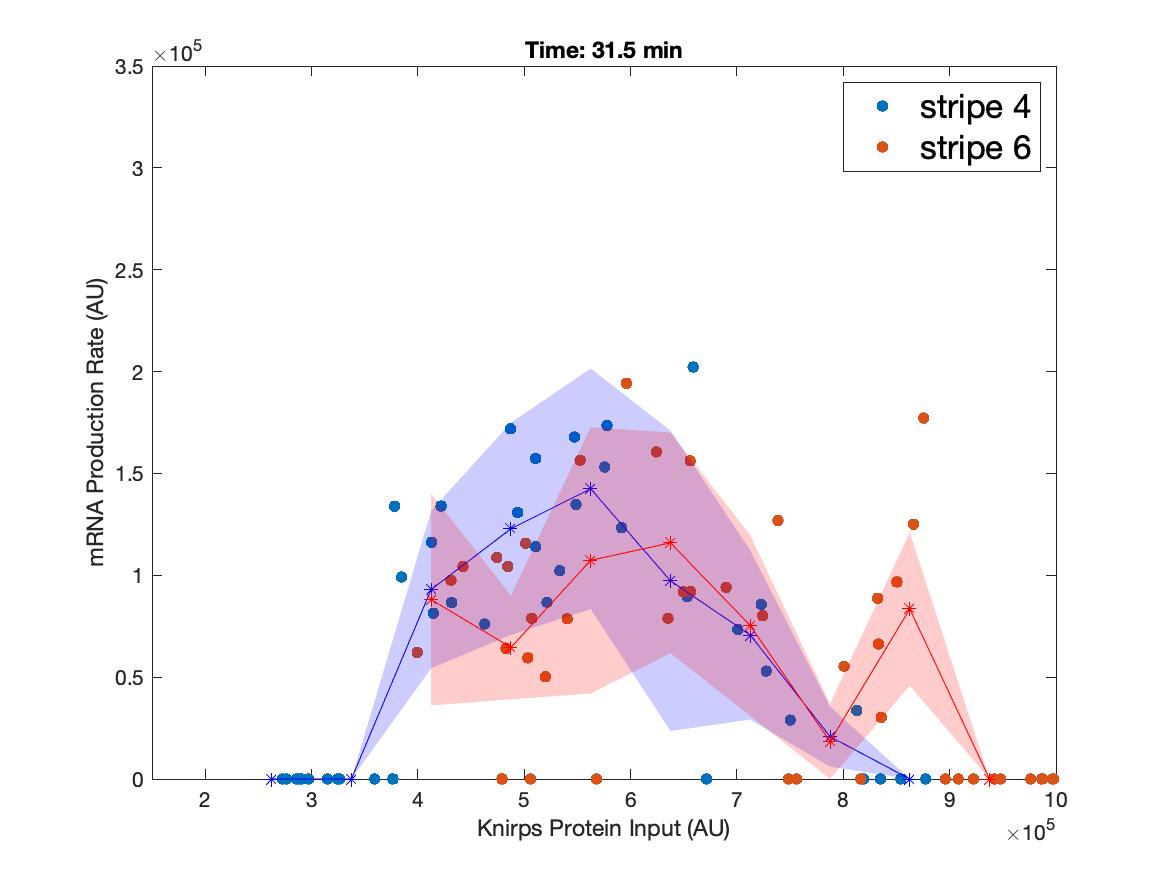 Time: 31.5 min
×10^5
3.5
3
2.5
2
1.5
1
0.5
0
mRNA Production Rate (AU)
stripe 4
stripe 6
2 3 4 5 6 7 8 9 10
Knirps Protein Input (AU)
×10^5